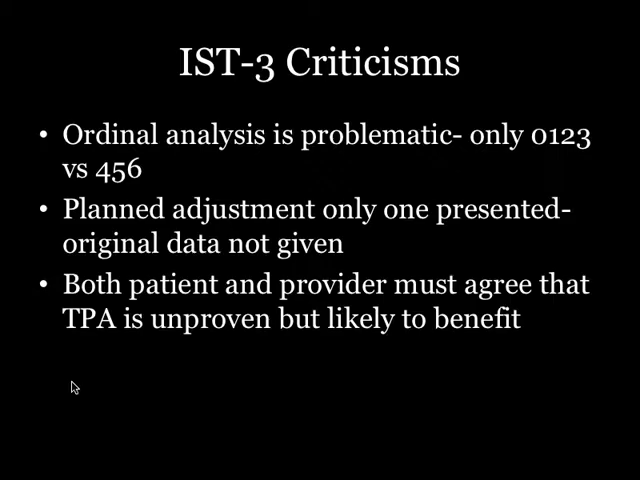 IST-3 Criticisms
• Ordinal analysis is problematic- only 0123
vs 456
• Planned adjustment only one presented-
original data not given
• Both patient and provider must agree that
TPA is unproven but likely to benefit